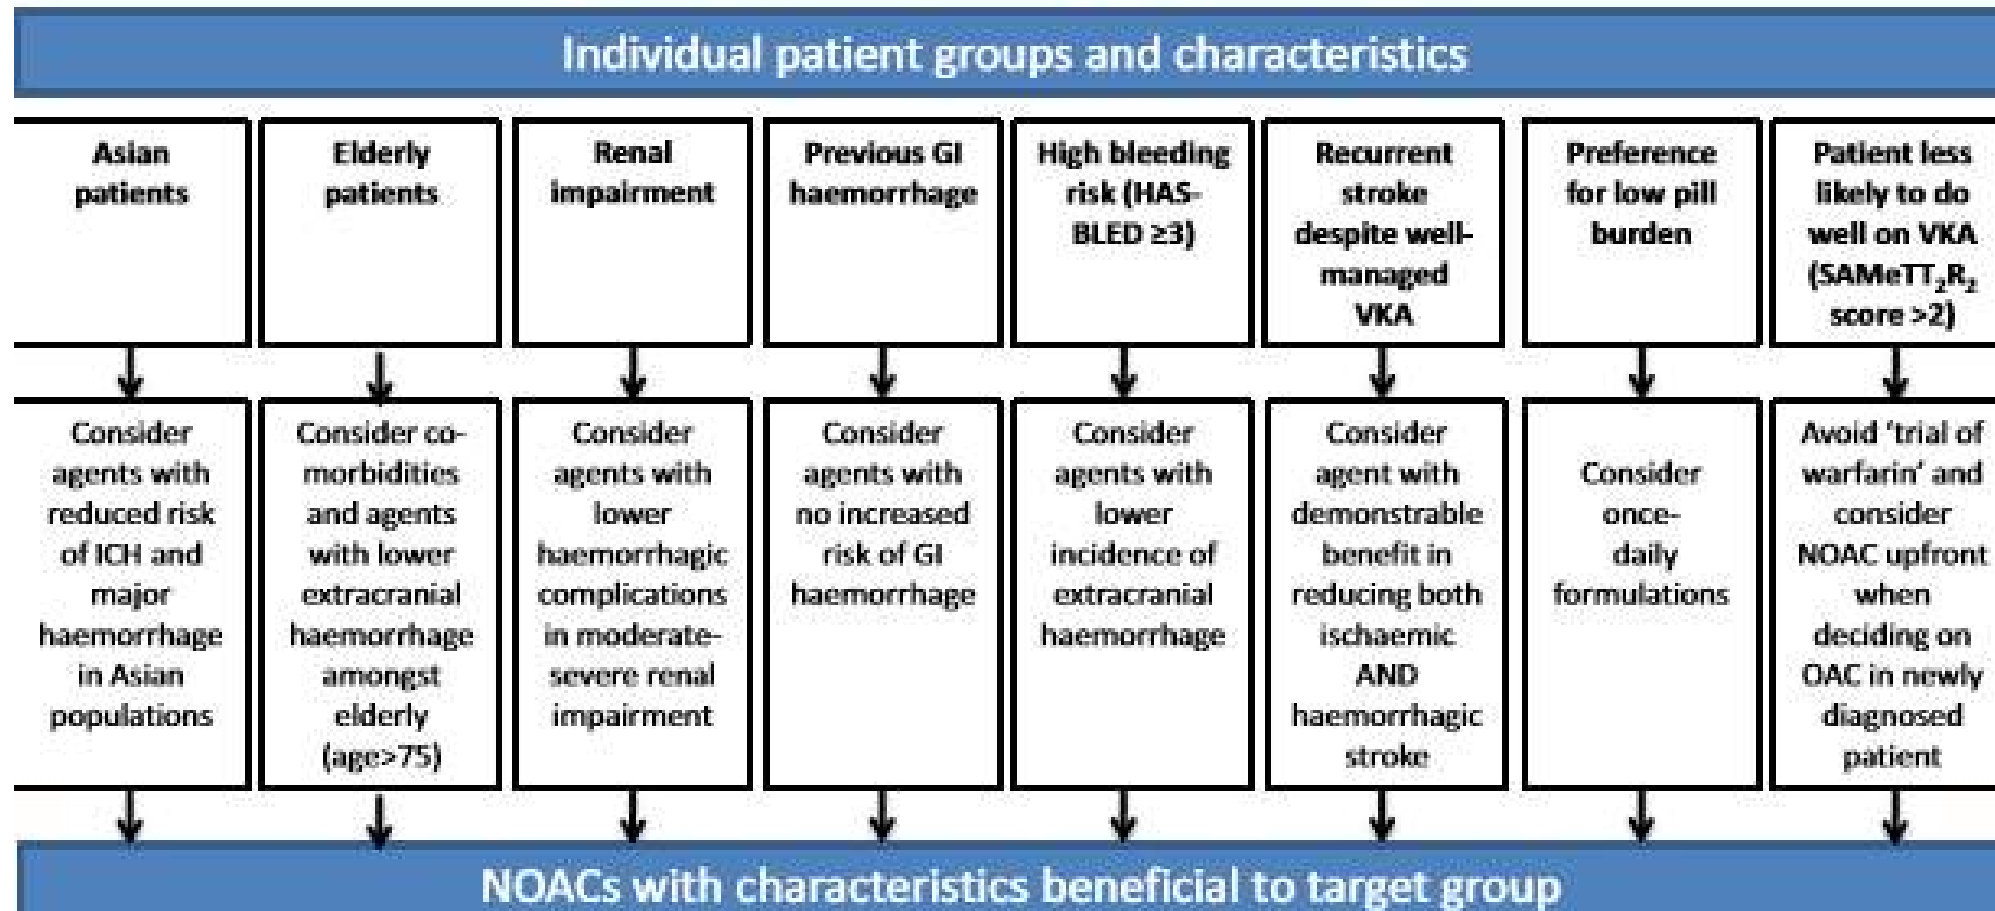 Individual patient groups and characteristics
Asian
patients
Elderly
patients
Renal
impairment
Previous GI
haemorrhage
High bleeding
risk (HAS-
BLED ≥3)
Recurrent
stroke
despite well-
managed
VKA
Preference
for low pill
burden
Patient less
likely to do
well on VKA
(SAMeTT₂R₂
score >2)
Consider
agents with
reduced risk
of ICH and
major
haemorrhage
in Asian
populations
Consider co-
morbidities
and agents
with lower
extracranial
haemorrhage
amongst
elderly
(age>75)
Consider
agents with
lower
haemorrhagic
complications
in moderate-
severe renal
impairment
Consider
agents with
no increased
risk of GI
haemorrhage
Consider
agents with
lower
incidence of
extracranial
haemorrhage
Consider
agent with
demonstrable
benefit in
reducing both
ischaemic
AND
haemorrhagic
stroke
Consider
once-
daily
formulations
Avoid ‘trial of
warfarin’ and
consider
NOAC upfront
when
deciding on
OAC in newly
diagnosed
patient
NOACs with characteristics beneficial to target group